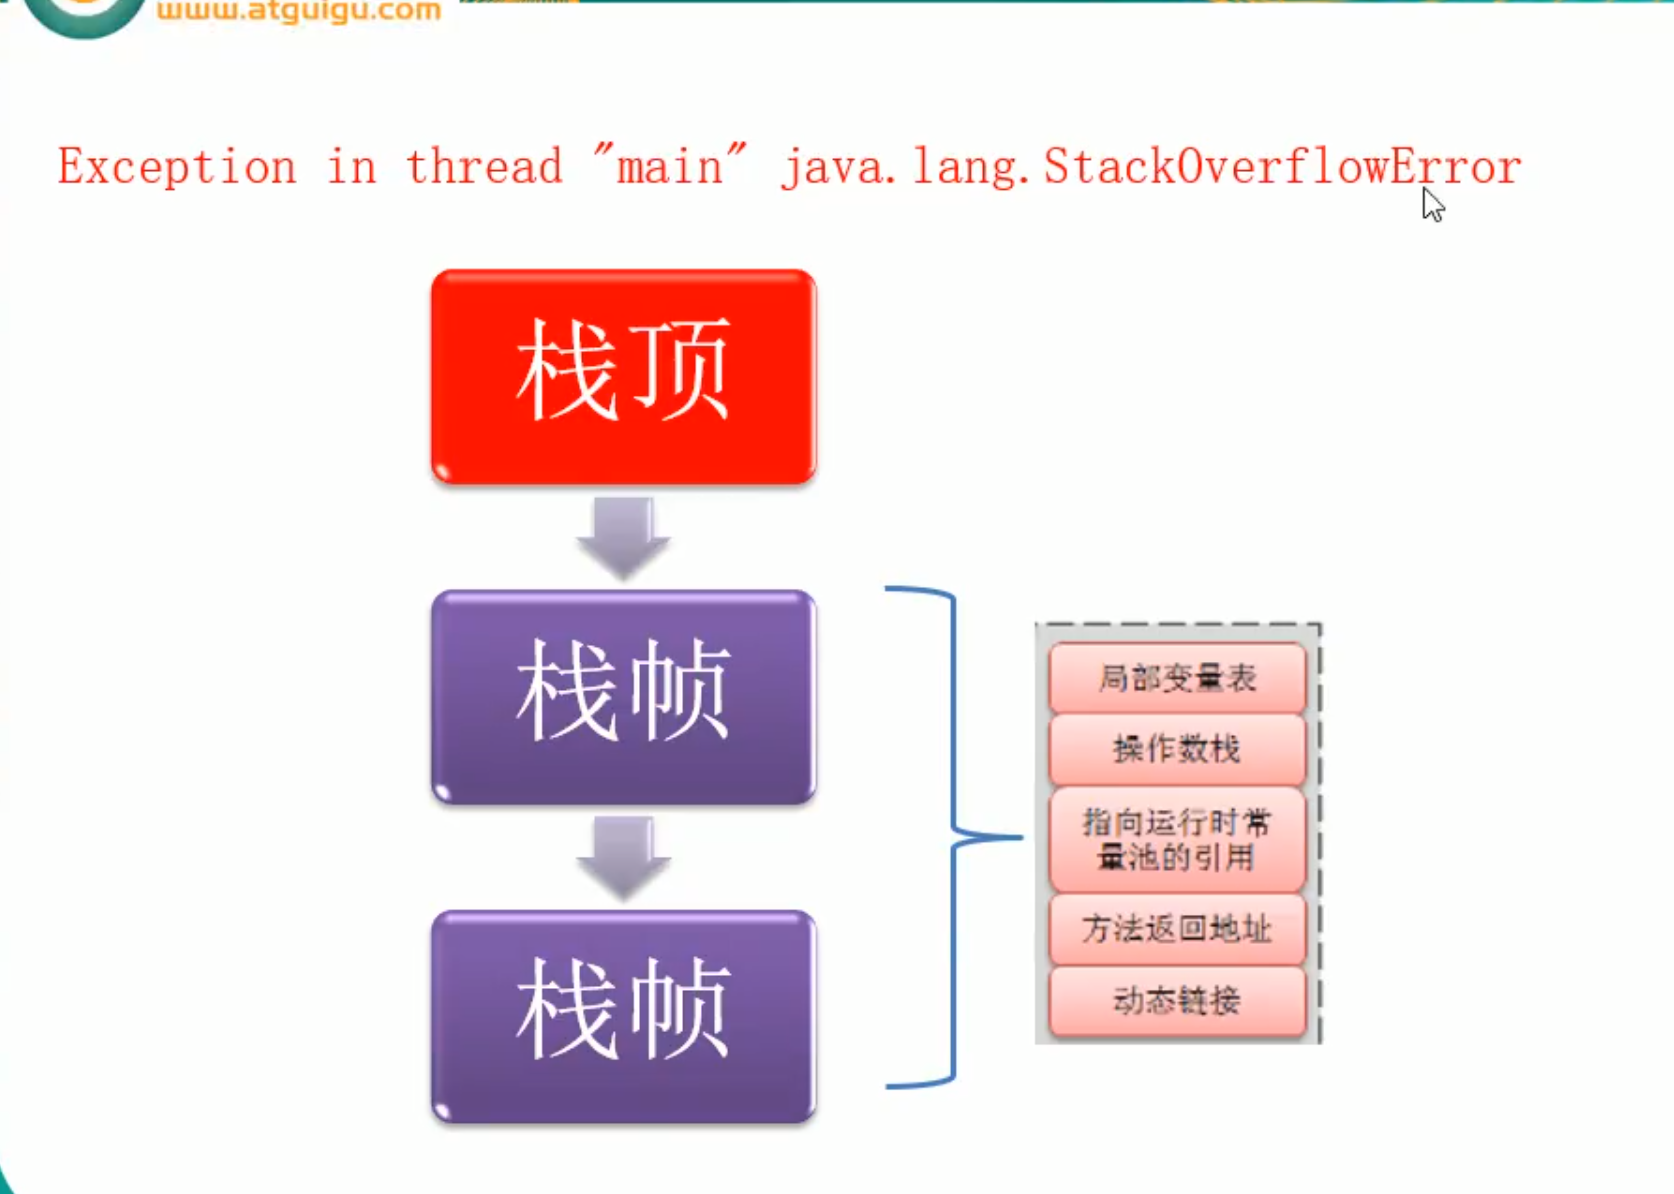 www.atguigu.com
Exception in thread "main" java.lang.StackOverflowError
栈顶
栈帧
栈帧
局部变量表
操作数栈
指向运行时常
量池的引用
方法返回地址
动态链接